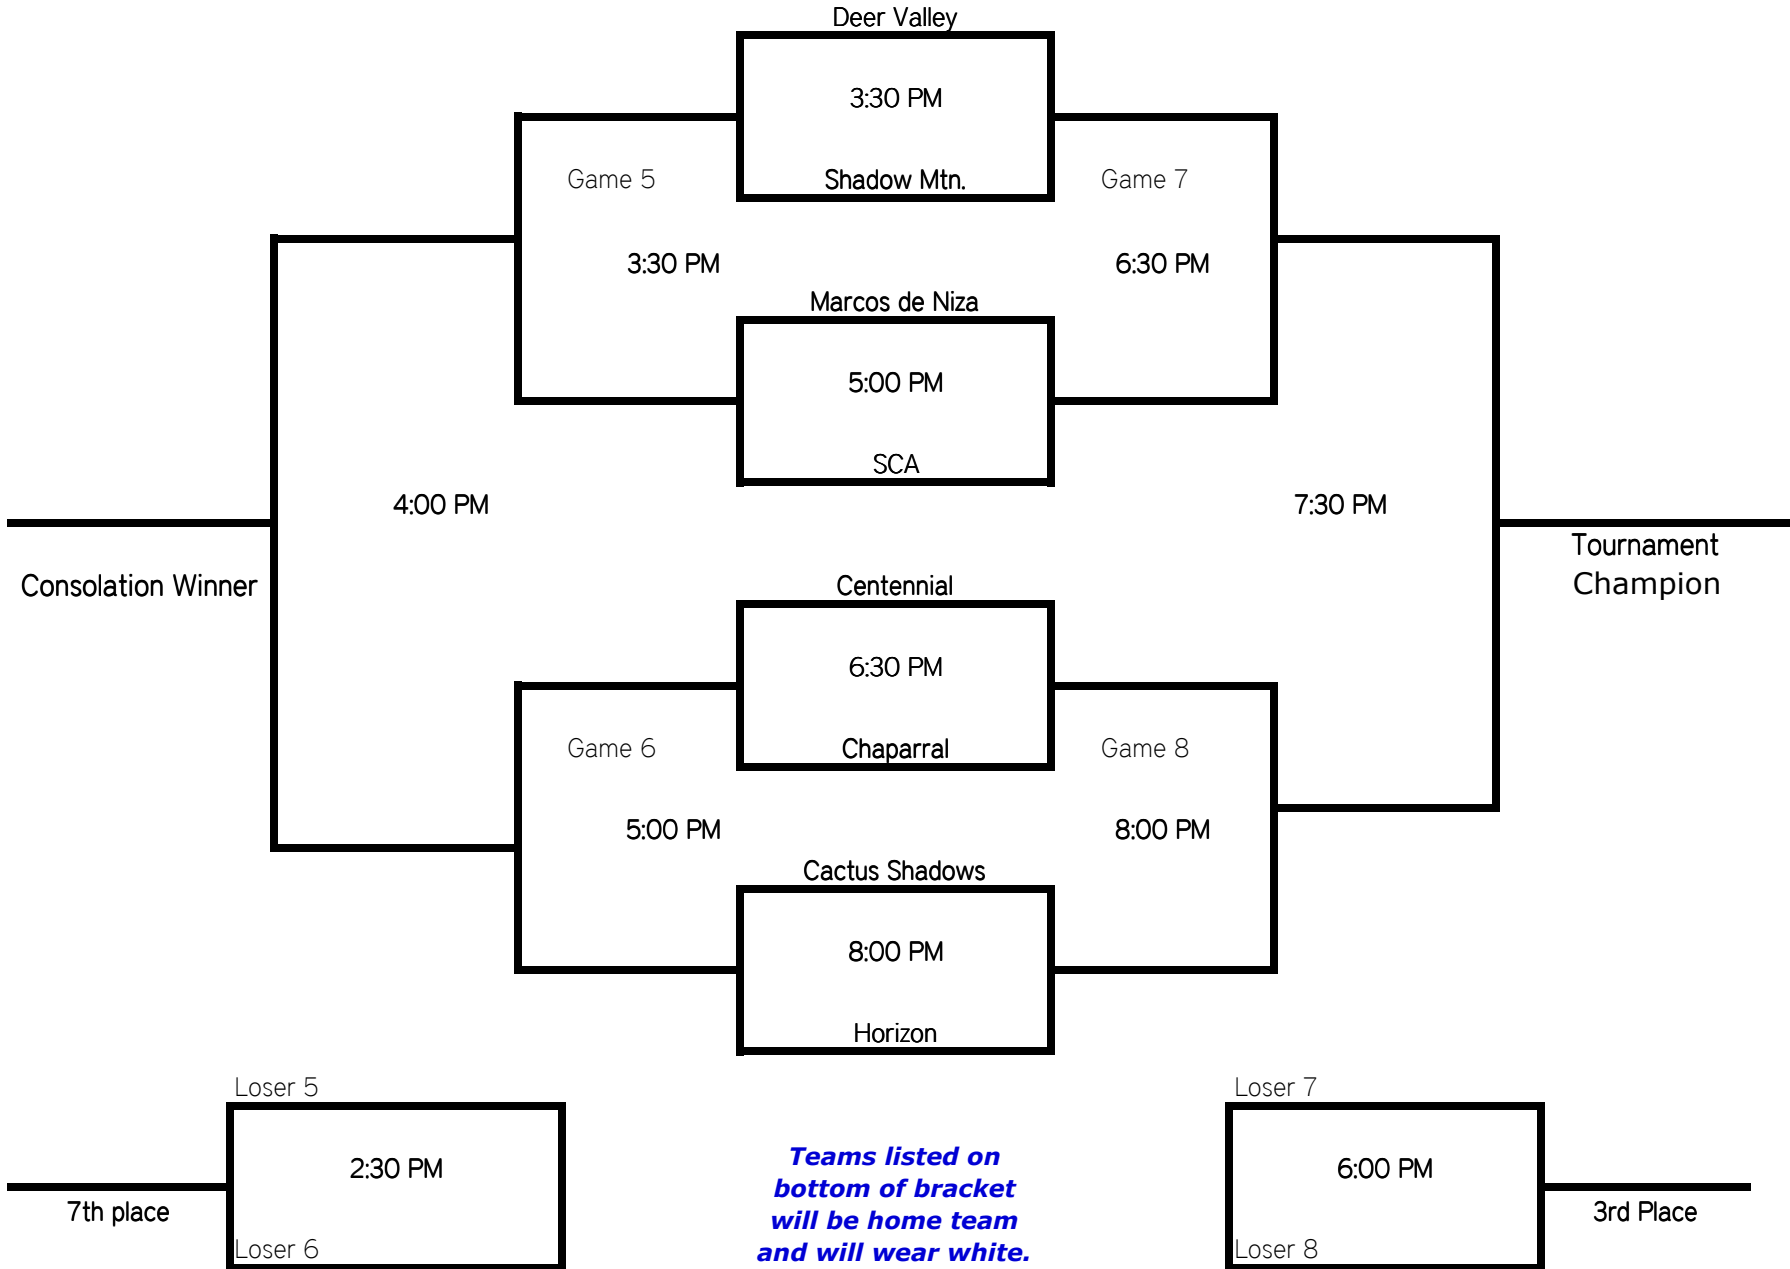 Deer Valley
3:30 PM
Game 5
Shadow Mtn.
Game 7
3:30 PM
6:30 PM
Marcos de Niza
5:00 PM
SCA
4:00 PM
7:30 PM
Tournament
Champion
Consolation Winner
Centennial
6:30 PM
Game 6
Chaparral
Game 8
5:00 PM
8:00 PM
Cactus Shadows
8:00 PM
Horizon
Loser 5
Loser 7
2:30 PM
6:00 PM
7th place
3rd Place
Loser 6
Loser 8
Teams listed on
bottom of bracket
will be home team
and will wear white.